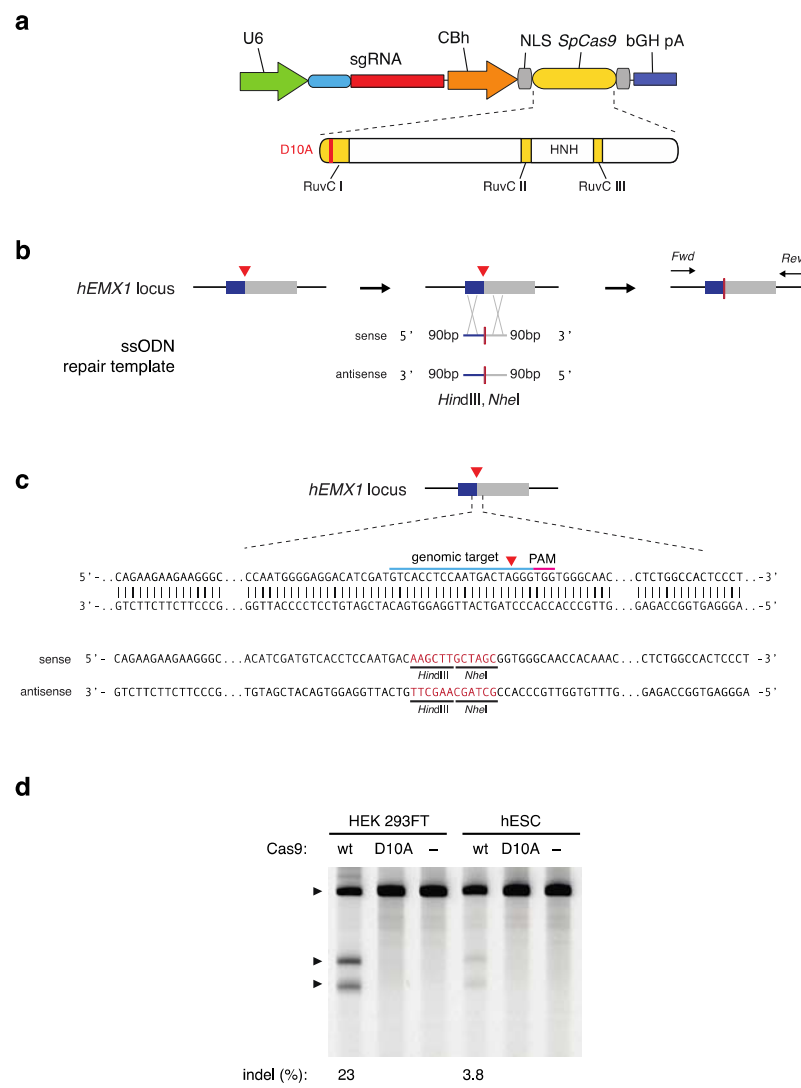 a
U6 sgRNA CBh NLS SpCas9 bGH pA
D10A HNH
RuvC I RuvC II RuvC III
b
Fwd Rev
hEMX1 locus
ssODN
repair template
sense 5' 90bp 90bp 3'
antisense 3' 90bp 90bp 5'
HindIII, NheI
c
hEMX1 locus
genomic target PAM
5'-..CAGAAGAAGAAGGGC...CCAATGGGGAGGACATCGATGTCACCTCCAATGACTAGGGTGGTGGGCAAC...CTCTGGCCACTCCCT..-3'
GTCTTCTTCTTCCCG...GGTTACCCCTCCTGTAGCTACAGTGGAGGTTACTGATCCCACCACCCGTTG...GAGACCGGTGAGGGA
sense 5'- CAGAAGAAGAAGGGC...ACATCGATGTCACCTCCAATGACAAGCTTGCTAGCGGTGGGCAACCACAAAC...CTCTGGCCACTCCCT -3'
HindIII NheI
antisense 3'- GTCTTCTTCTTCCCG...TGTAGCTACAGTGGAGGTTACTGTTCGAACGATCGCCACCCGTTGGTGTTTG...GAGACCGGTGAGGGA -5'
HindIII NheI
d
HEK 293FT hESC
Cas9: wt D10A – wt D10A –
indel (%): 23 3.8